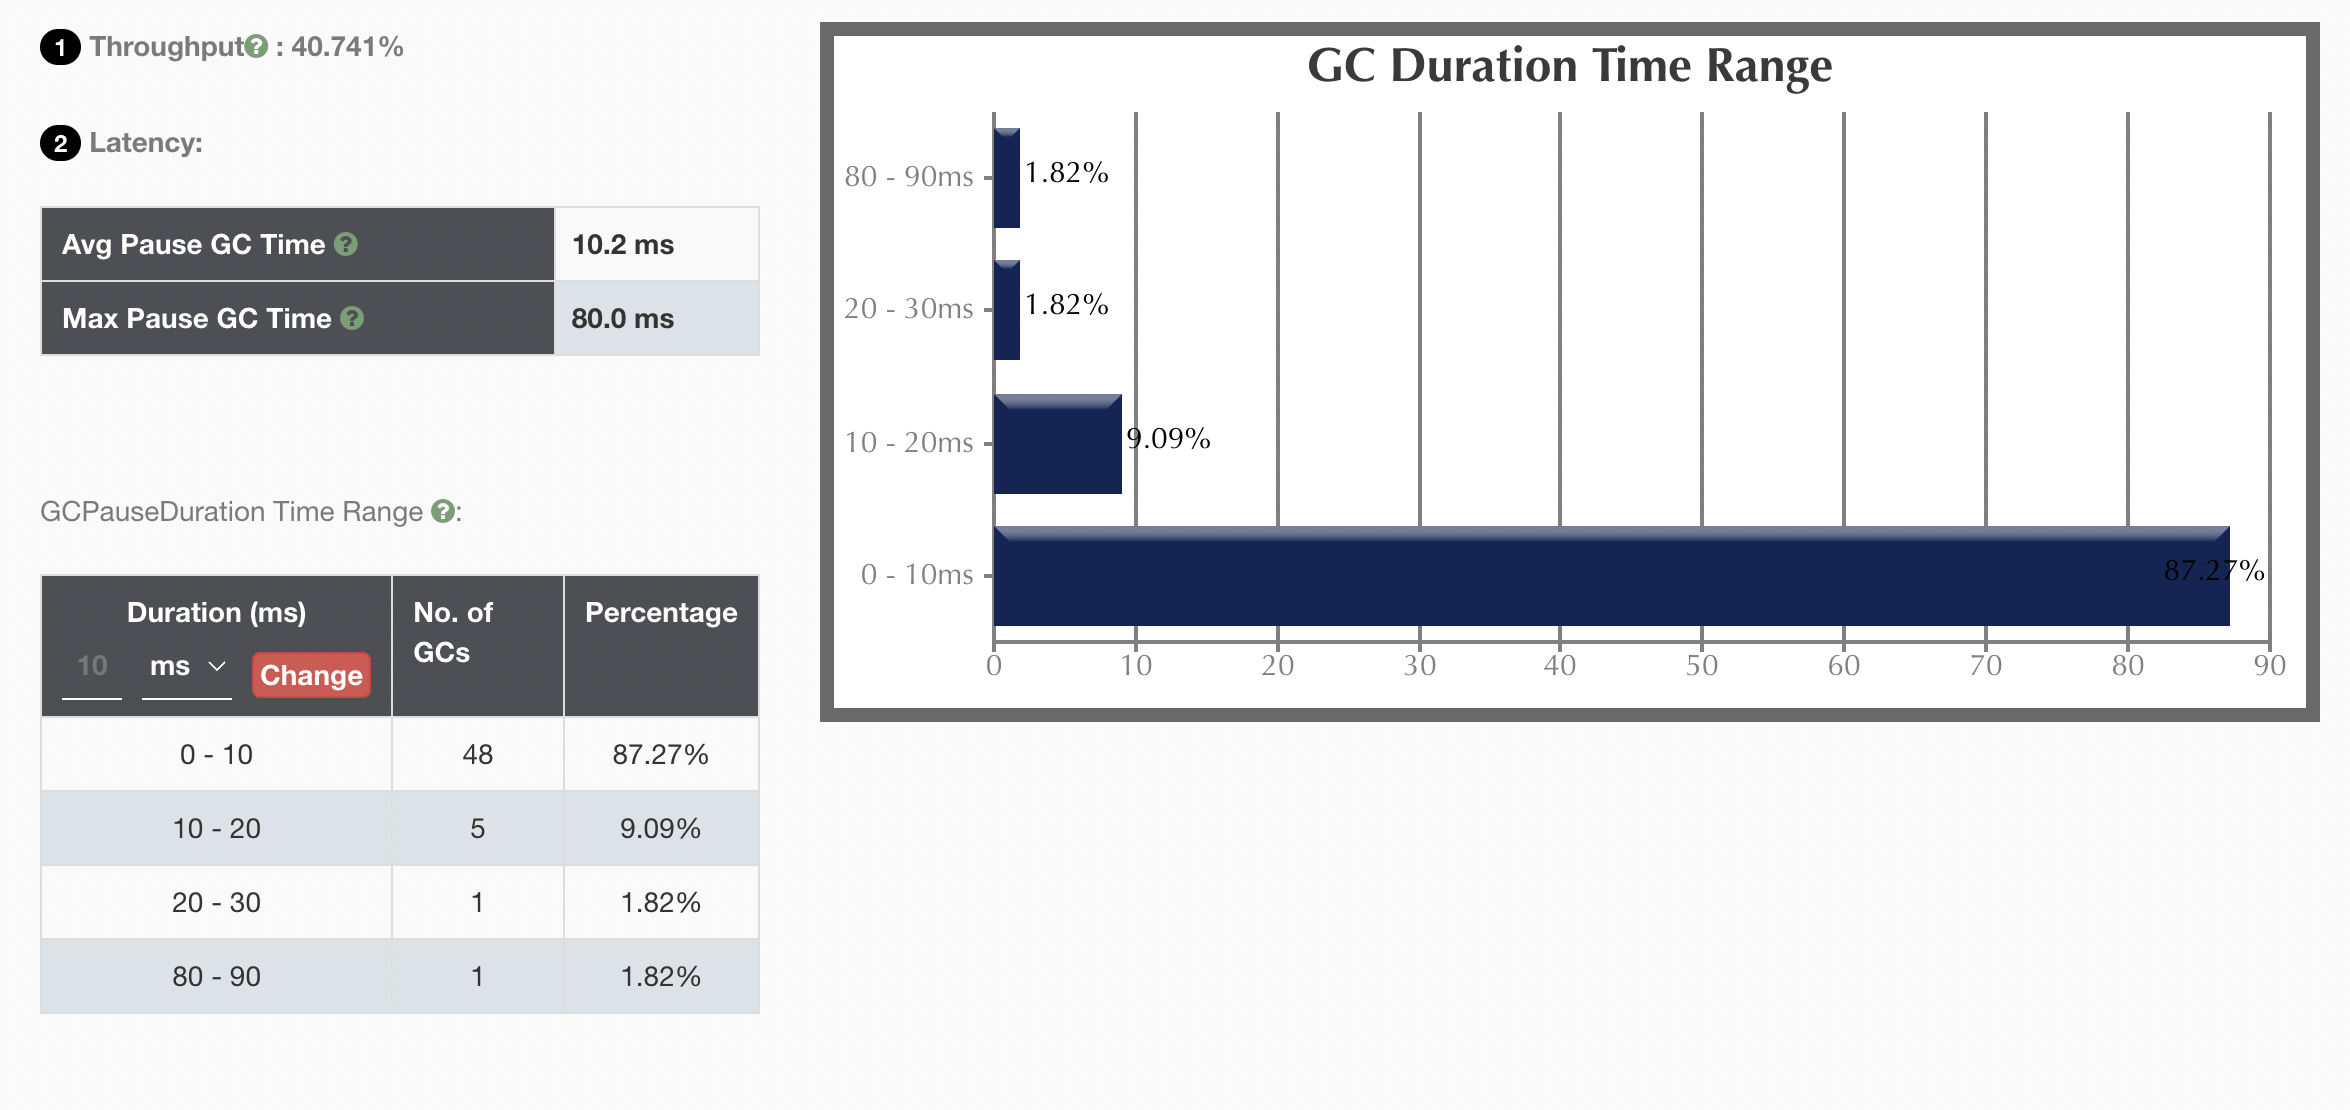 1 Throughput? : 40.741%
2 Latency:
Avg Pause GC Time ? 10.2 ms
Max Pause GC Time ? 80.0 ms
GCPauseDuration Time Range ?:
Duration (ms) No. of GCs Percentage
10 ms Change
0 - 10 48 87.27%
10 - 20 5 9.09%
20 - 30 1 1.82%
80 - 90 1 1.82%
GC Duration Time Range
80 - 90ms 1.82%
20 - 30ms 1.82%
10 - 20ms 9.09%
0 - 10ms 87.27%
0 10 20 30 40 50 60 70 80 90